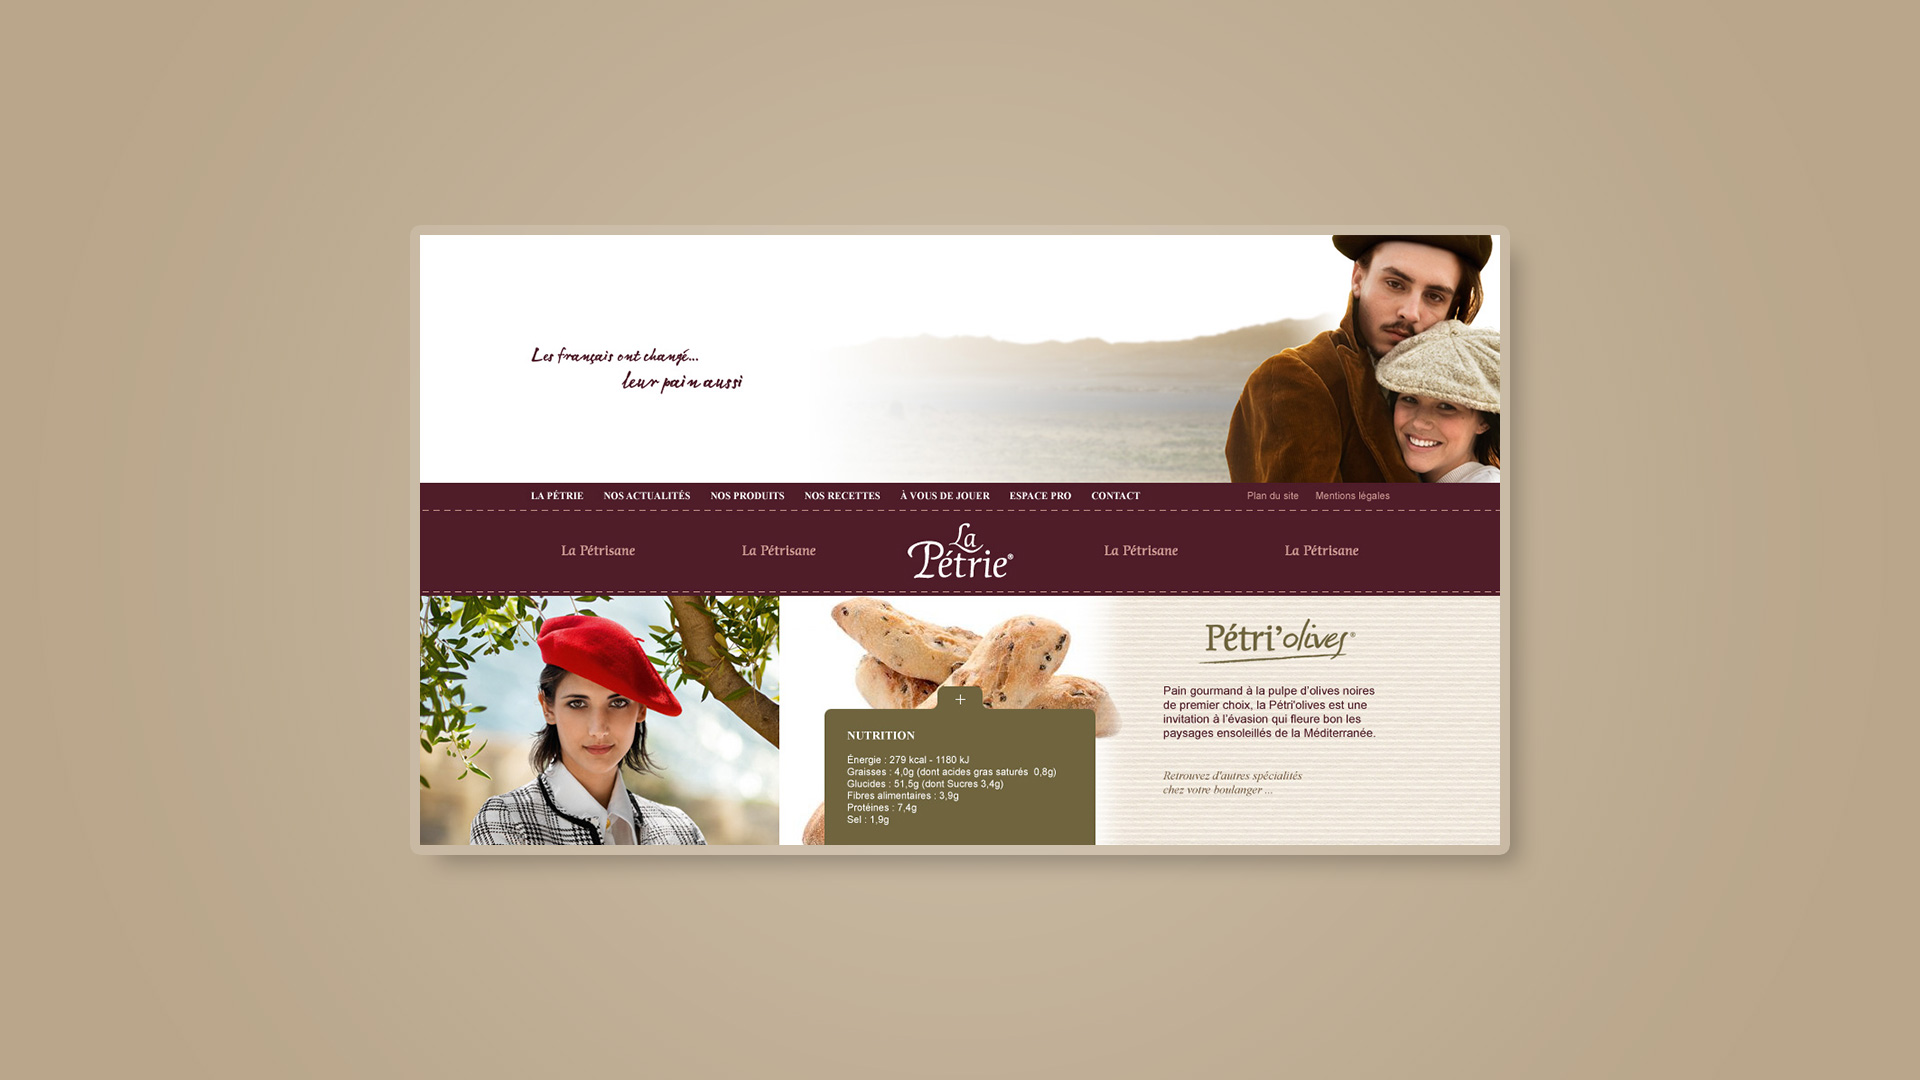 Les français ont changé...
leur pain aussi
LA PÉTRIE NOS ACTUALITÉS NOS PRODUITS NOS RECETTES À VOUS DE JOUER ESPACE PRO CONTACT Plan du site Mentions légales
La Pétrisane La Pétrisane La Pétrie® La Pétrisane La Pétrisane
+
NUTRITION
Énergie : 279 kcal - 1180 kJ
Graisses : 4,0g (dont acides gras saturés 0,8g)
Glucides : 51,5g (dont Sucres 3,4g)
Fibres alimentaires : 3,9g
Protéines : 7,4g
Sel : 1,9g
Pétri'olives®
Pain gourmand à la pulpe d'olives noires
de premier choix, la Pétri'olives est une
invitation à l'évasion qui fleure bon les
paysages ensoleillés de la Méditerranée.
Retrouvez d'autres spécialités
chez votre boulanger ...